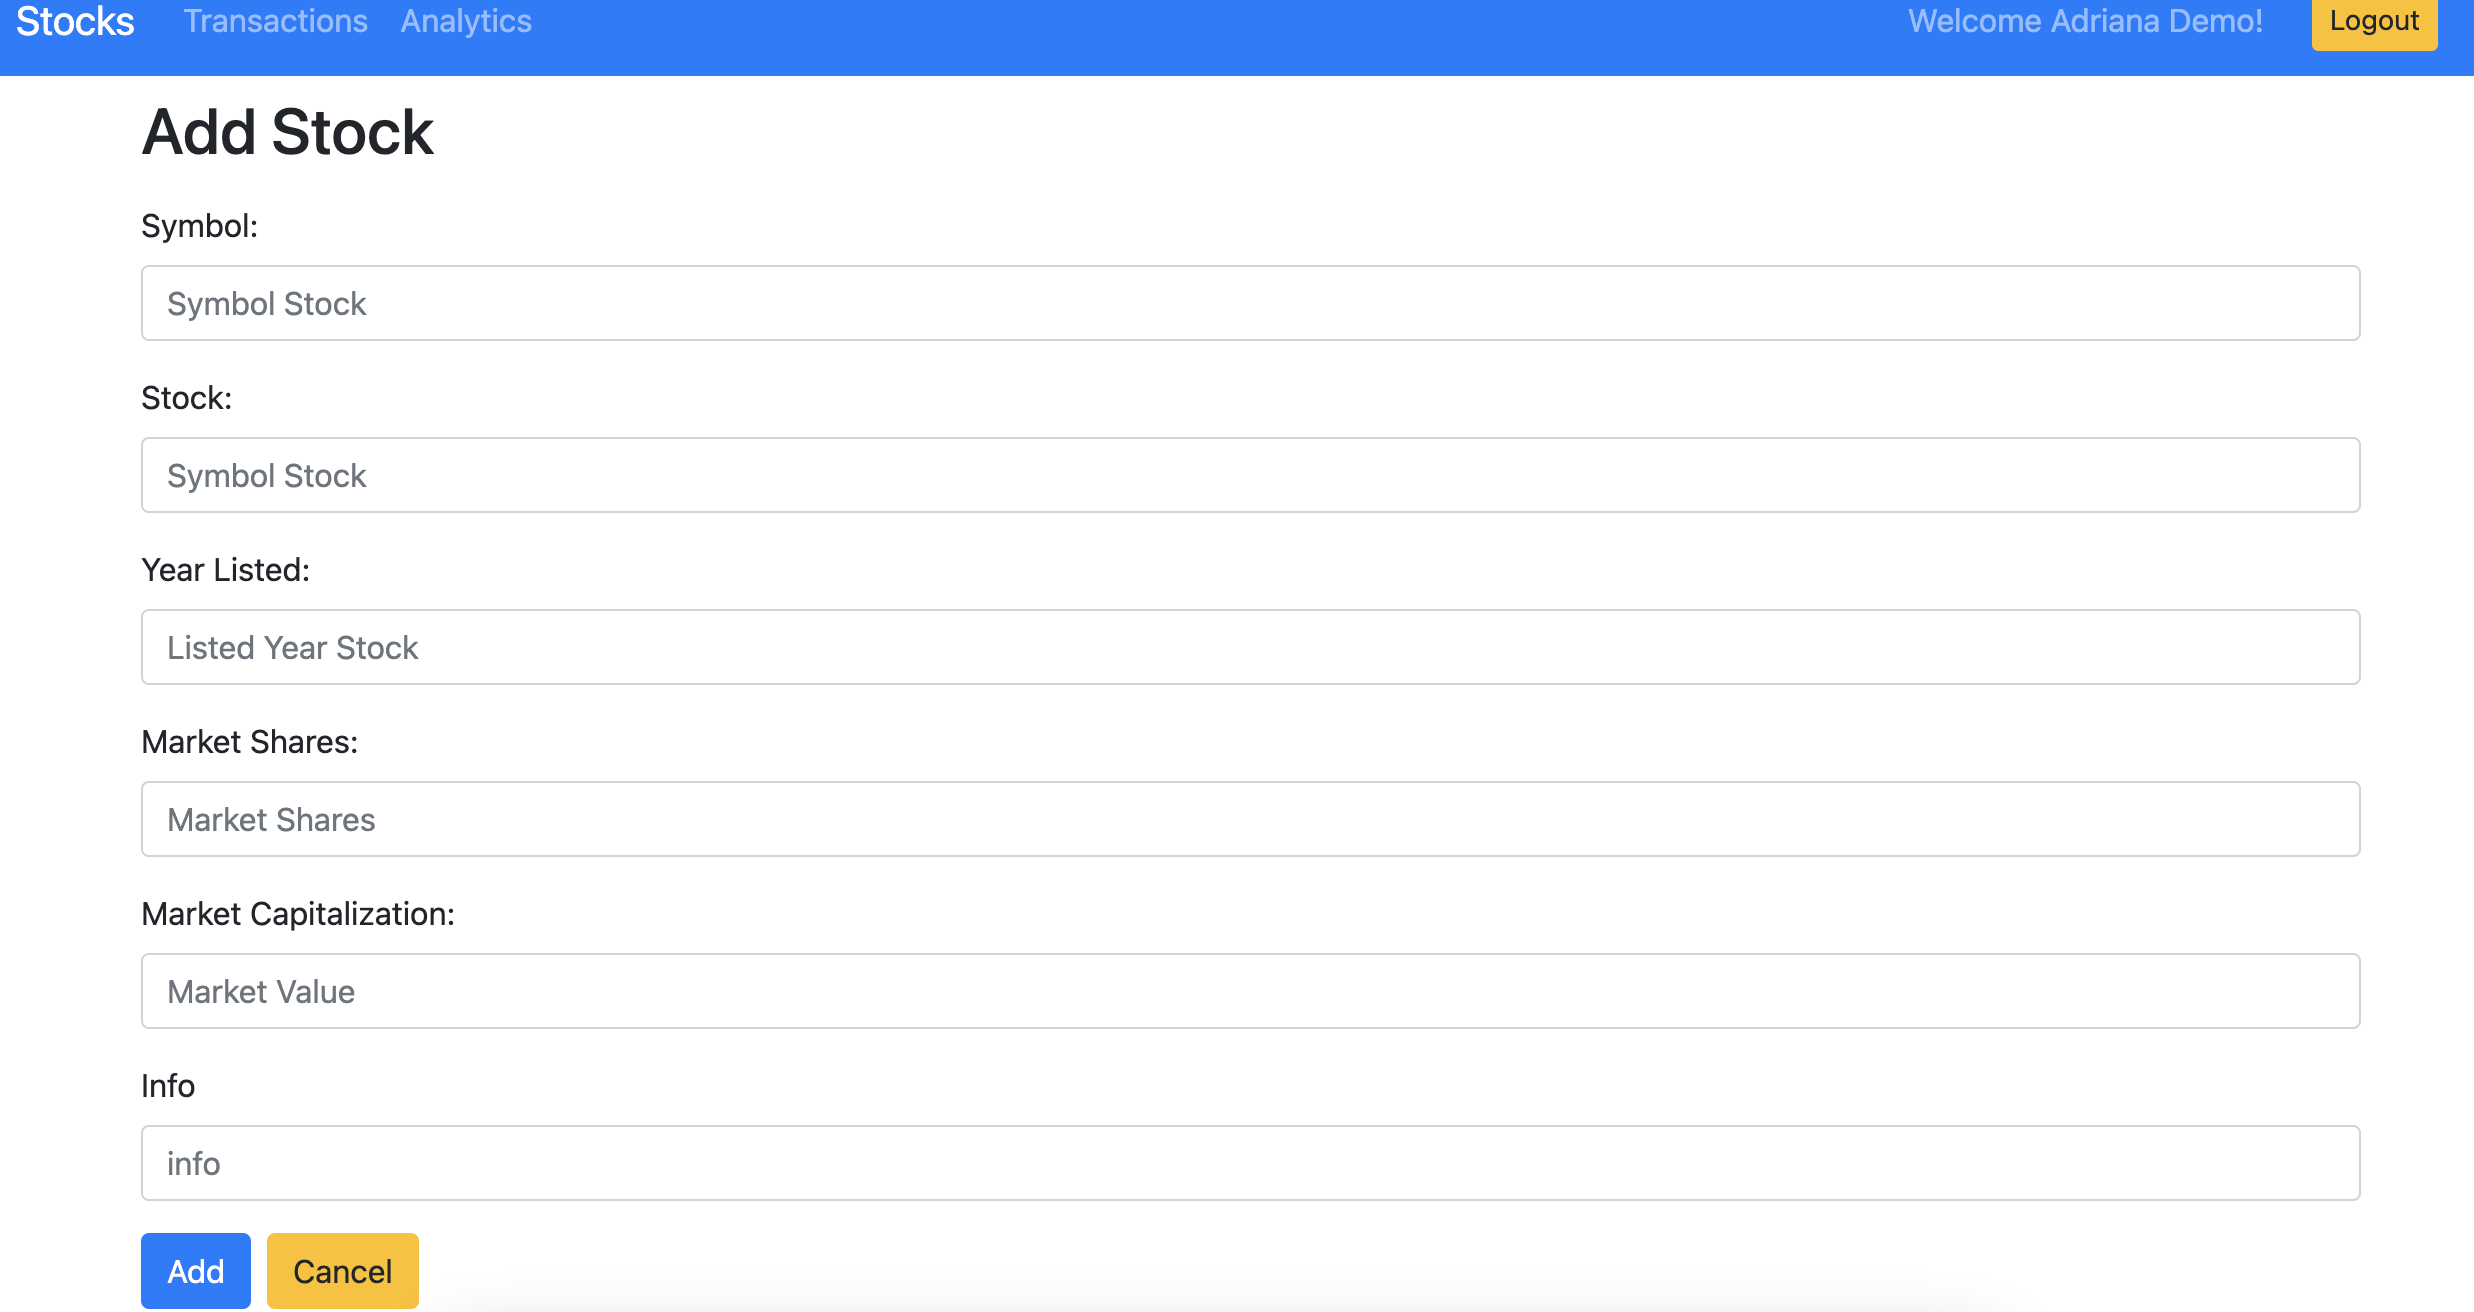 Stocks Transactions Analytics Welcome Adriana Demo! Logout
Add Stock
Symbol:
Symbol Stock
Stock:
Symbol Stock
Year Listed:
Listed Year Stock
Market Shares:
Market Shares
Market Capitalization:
Market Value
Info
info
Add Cancel